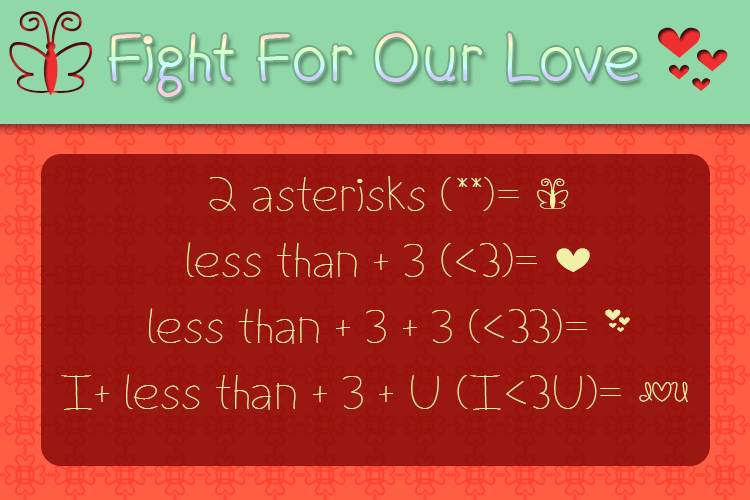 Fight For Our Love
2 asterisks (**)=
less than + 3 (<3)= ♥
less than + 3 + 3 (<33)=
I+ less than + 3 + U (I<3U)= I♥U